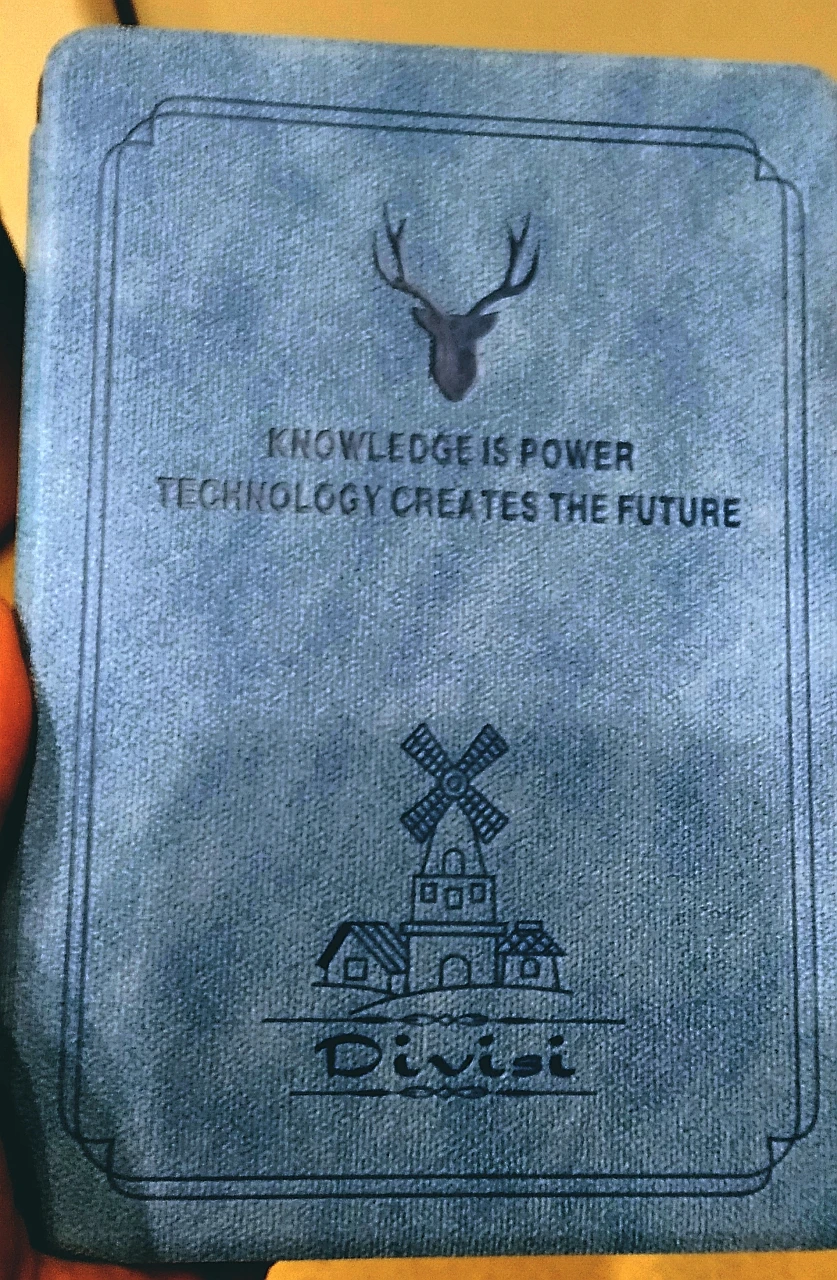 KNOWLEDGE IS POWER
TECHNOLOGY CREATES THE FUTURE
Divisi